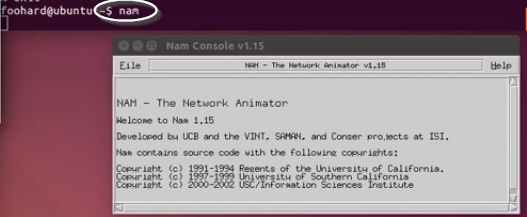 foohard@ubuntu:~$ nam
Nam Console v1.15
File NAM - The Network Animator v1.15 Help
NAM - The Network Animator
Welcome to Nam 1.15
Developed by UCB and the VINT, SAMAN, and Conser projects at ISI.
Nam contains source code with the following copyrights:
Copyright (c) 1991-1994 Regents of the University of California.
Copyright (c) 1997-1999 University of Southern California
Copyright (c) 2000-2002 USC/Information Sciences Institute